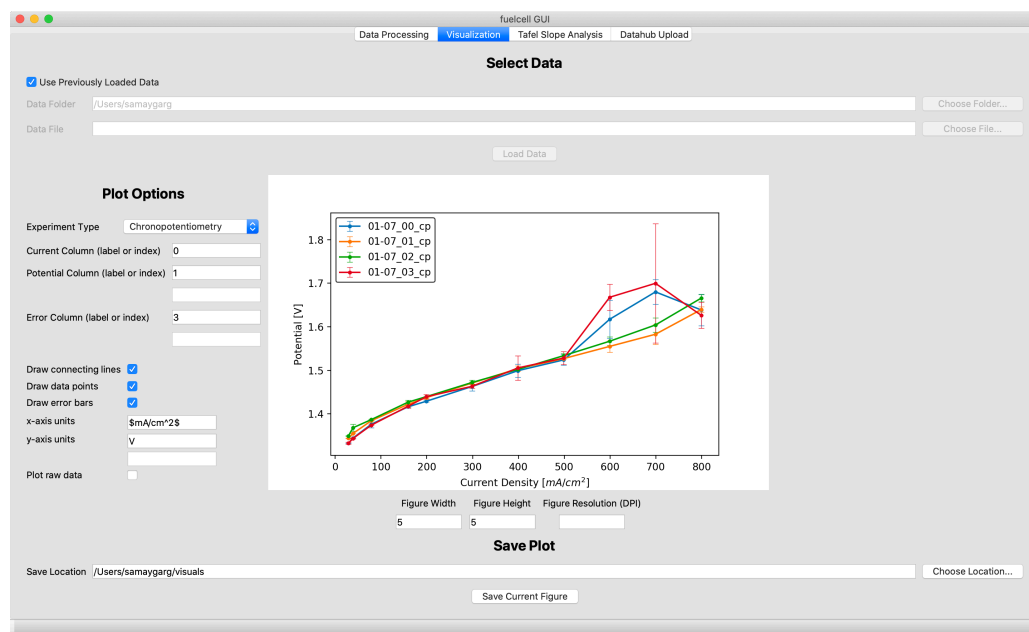 fuelcell GUI
Data Processing Visualization Tafel Slope Analysis Datahub Upload
Select Data
Use Previously Loaded Data
Data Folder /Users/samaygarg Choose Folder...
Data File Choose File...
Load Data
Plot Options
Experiment Type Chronopotentiometry
Current Column (label or index) 0
Potential Column (label or index) 1
Error Column (label or index) 3
Draw connecting lines
Draw data points
Draw error bars
x-axis units $mA/cm^2$
y-axis units V
Plot raw data
01-07_00_cp
01-07_01_cp
01-07_02_cp
01-07_03_cp
1.8
1.7
1.6
1.5
1.4
Potential [V]
0 100 200 300 400 500 600 700 800
Current Density [mA/cm²]
Figure Width Figure Height Figure Resolution (DPI)
5 5
Save Plot
Save Location /Users/samaygarg/visuals Choose Location...
Save Current Figure